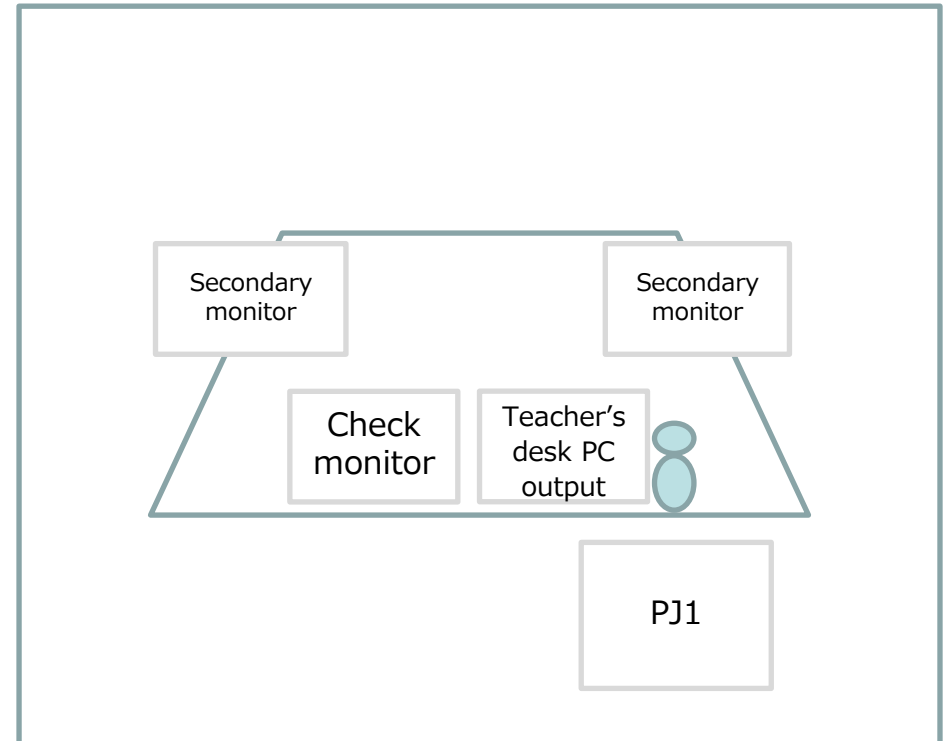 Secondary
monitor
Secondary
monitor
Check
monitor
Teacher’s
desk PC
output
PJ1